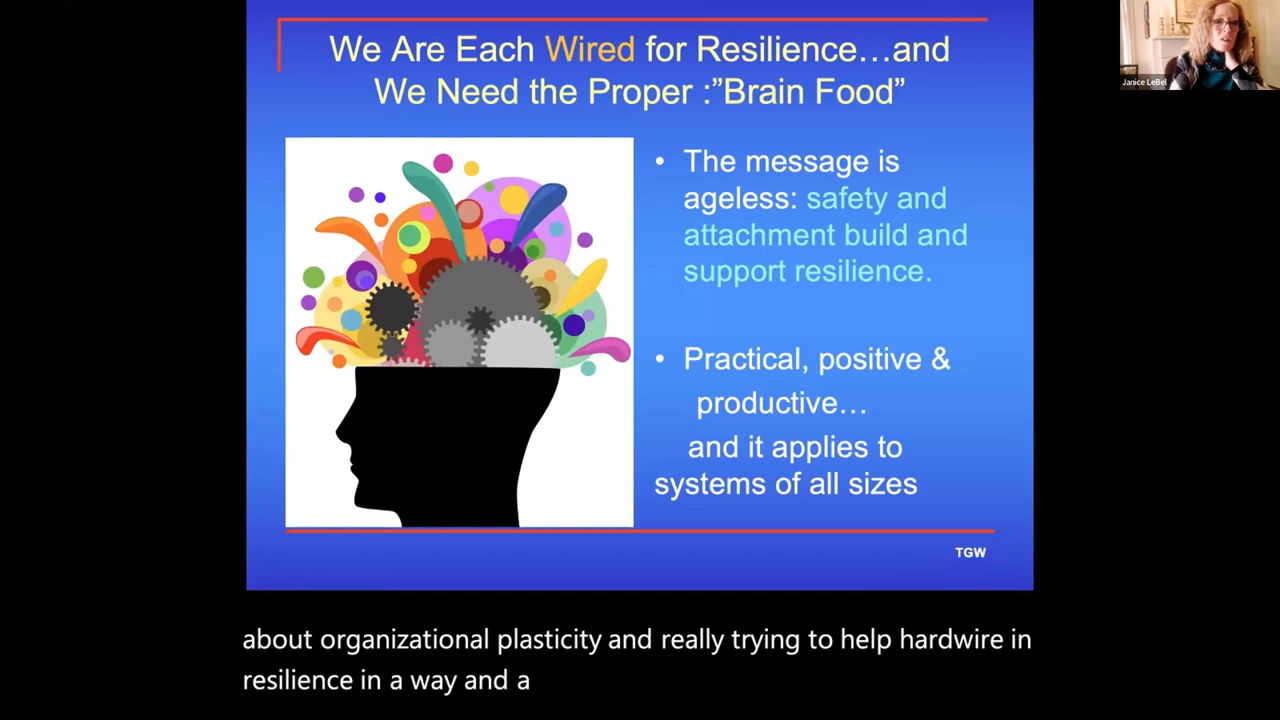 We Are Each Wired for Resilience…and
We Need the Proper :”Brain Food”
• The message is
ageless: safety and
attachment build and
support resilience.
• Practical, positive &
productive…
and it applies to
systems of all sizes
TGW
Janice LeBel
about organizational plasticity and really trying to help hardwire in
resilience in a way and a